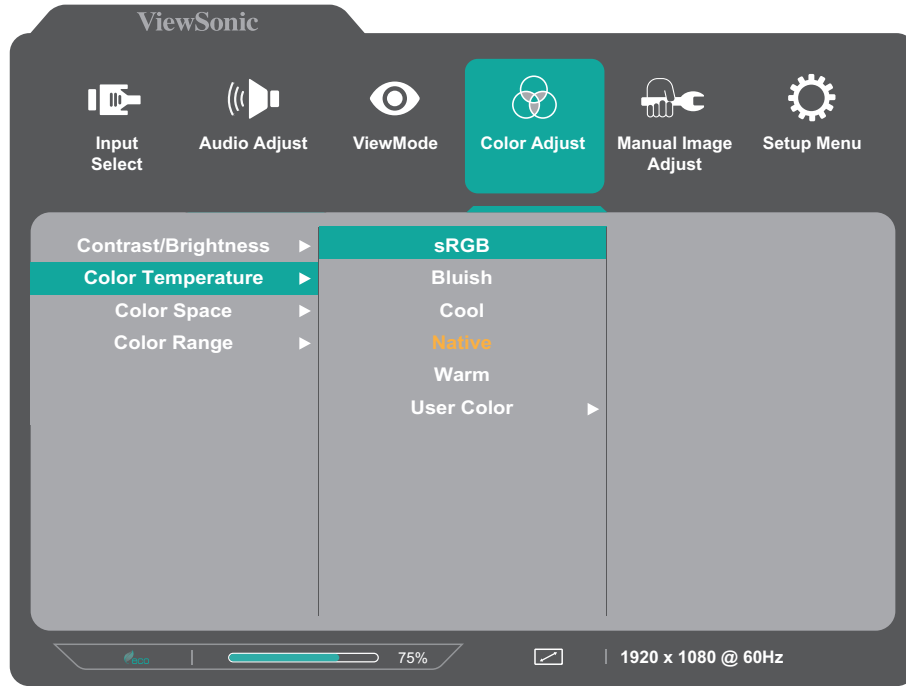 ViewSonic
Input
Select
Audio Adjust
ViewMode
Color Adjust
Manual Image
Adjust
Setup Menu
Contrast/Brightness
Color Temperature
Color Space
Color Range
sRGB
Bluish
Cool
Native
Warm
User Color
eco
75%
1920 x 1080 @ 60Hz